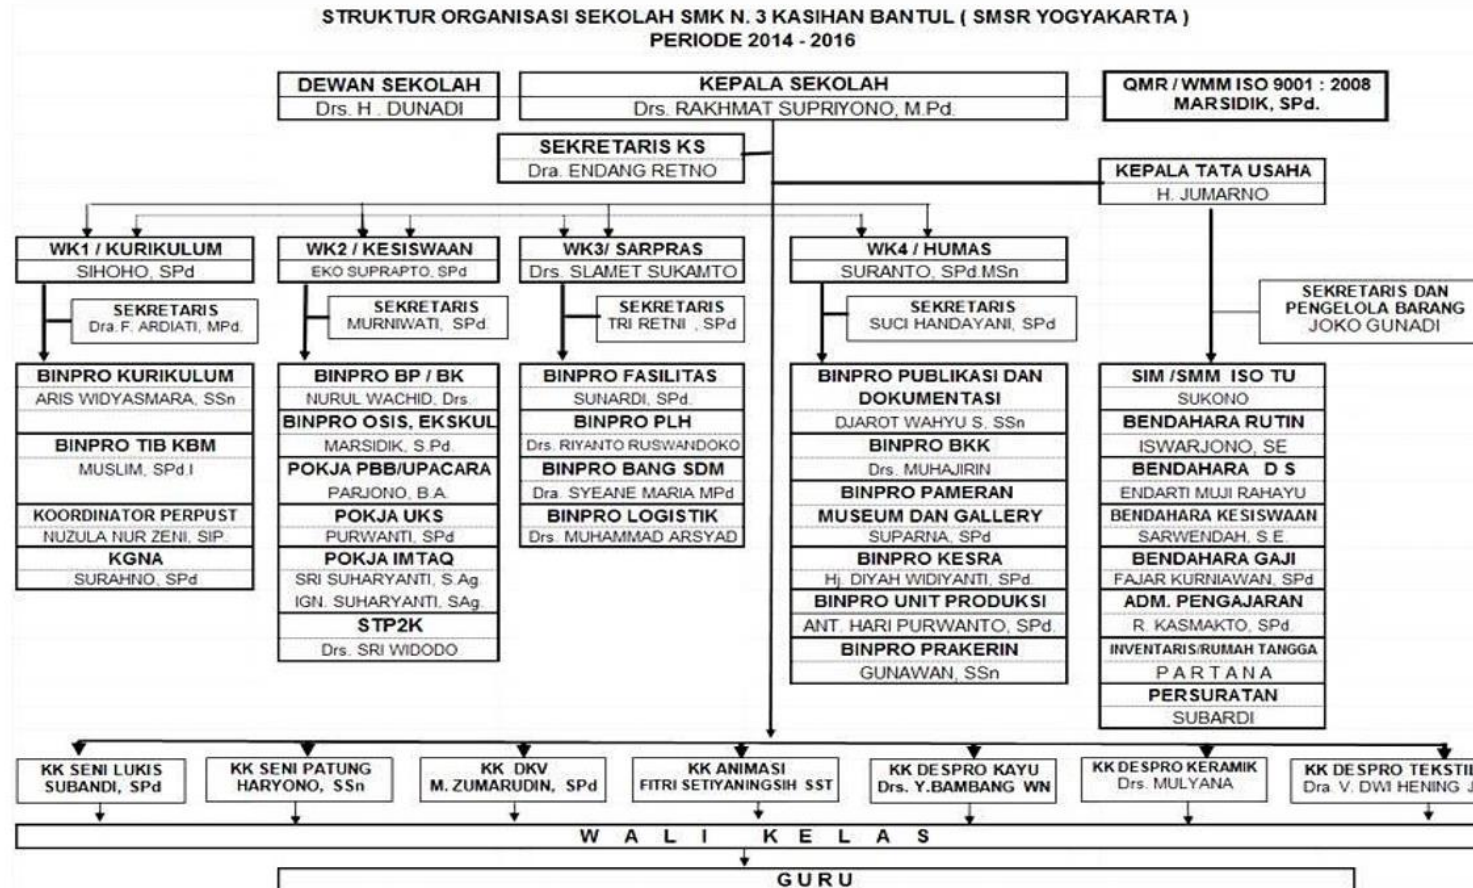 STRUKTUR ORGANISASI SEKOLAH SMK N. 3 KASIHAN BANTUL ( SMSR YOGYAKARTA )
PERIODE 2014 - 2016
DEWAN SEKOLAH
Drs. H . DUNADI
KEPALA SEKOLAH
Drs. RAKHMAT SUPRIYONO, M.Pd.
QMR / WMM ISO 9001 : 2008
MARSIDIK, SPd.
SEKRETARIS KS
Dra. ENDANG RETNO
KEPALA TATA USAHA
H. JUMARNO
WK1 / KURIKULUM
SIHOHO, SPd
SEKRETARIS
Dra. F. ARDIATI, MPd.
BINPRO KURIKULUM
ARIS WIDYASMARA, SSn
BINPRO TIB KBM
MUSLIM, SPd.I
KOORDINATOR PERPUST
NUZULA NUR ZENI, SIP.
KGNA
SURAHNO, SPd
WK2 / KESISWAAN
EKO SUPRAPTO, SPd
SEKRETARIS
MURNIWATI, SPd.
BINPRO BP / BK
NURUL WACHID, Drs.
BINPRO OSIS, EKSKUL
MARSIDIK, S.Pd.
POKJA PBB/UPACARA
PARJONO, B.A.
POKJA UKS
PURWANTI, SPd
POKJA IMTAQ
SRI SUHARYANTI, S.Ag.
IGN. SUHARYANTI, SAg.
STP2K
Drs. SRI WIDODO
WK3/ SARPRAS
Drs. SLAMET SUKAMTO
SEKRETARIS
TRI RETNI , SPd
BINPRO FASILITAS
SUNARDI, SPd.
BINPRO PLH
Drs. RIYANTO RUSWANDOKO
BINPRO BANG SDM
Dra. SYEANE MARIA MPd
BINPRO LOGISTIK
Drs. MUHAMMAD ARSYAD
WK4 / HUMAS
SURANTO, SPd.MSn
SEKRETARIS
SUCI HANDAYANI, SPd
BINPRO PUBLIKASI DAN
DOKUMENTASI
DJAROT WAHYU S, SSn
BINPRO BKK
Drs. MUHAJIRIN
BINPRO PAMERAN
MUSEUM DAN GALLERY
SUPARNA, SPd
BINPRO KESRA
Hj. DIYAH WIDIYANTI, SPd.
BINPRO UNIT PRODUKSI
ANT. HARI PURWANTO, SPd.
BINPRO PRAKERIN
GUNAWAN, SSn
SEKRETARIS DAN
PENGELOLA BARANG
JOKO GUNADI
SIM /SMM ISO TU
SUKONO
BENDAHARA RUTIN
ISWARJONO, SE
BENDAHARA D S
ENDARTI MUJI RAHAYU
BENDAHARA KESISWAAN
SARWENDAH, S.E.
BENDAHARA GAJI
FAJAR KURNIAWAN, SPd
ADM. PENGAJARAN
R. KASMAKTO, SPd.
INVENTARIS/RUMAH TANGGA
P A R T A N A
PERSURATAN
SUBARDI
KK SENI LUKIS
SUBANDI, SPd
KK SENI PATUNG
HARYONO, SSn
KK DKV
M. ZUMARUDIN, SPd
KK ANIMASI
FITRI SETIYANINGSIH SST
KK DESPRO KAYU
Drs. Y.BAMBANG WN
KK DESPRO KERAMIK
Drs. MULYANA
KK DESPRO
Dra. V. DWI HENING
W A L I K E L A S
G U R U